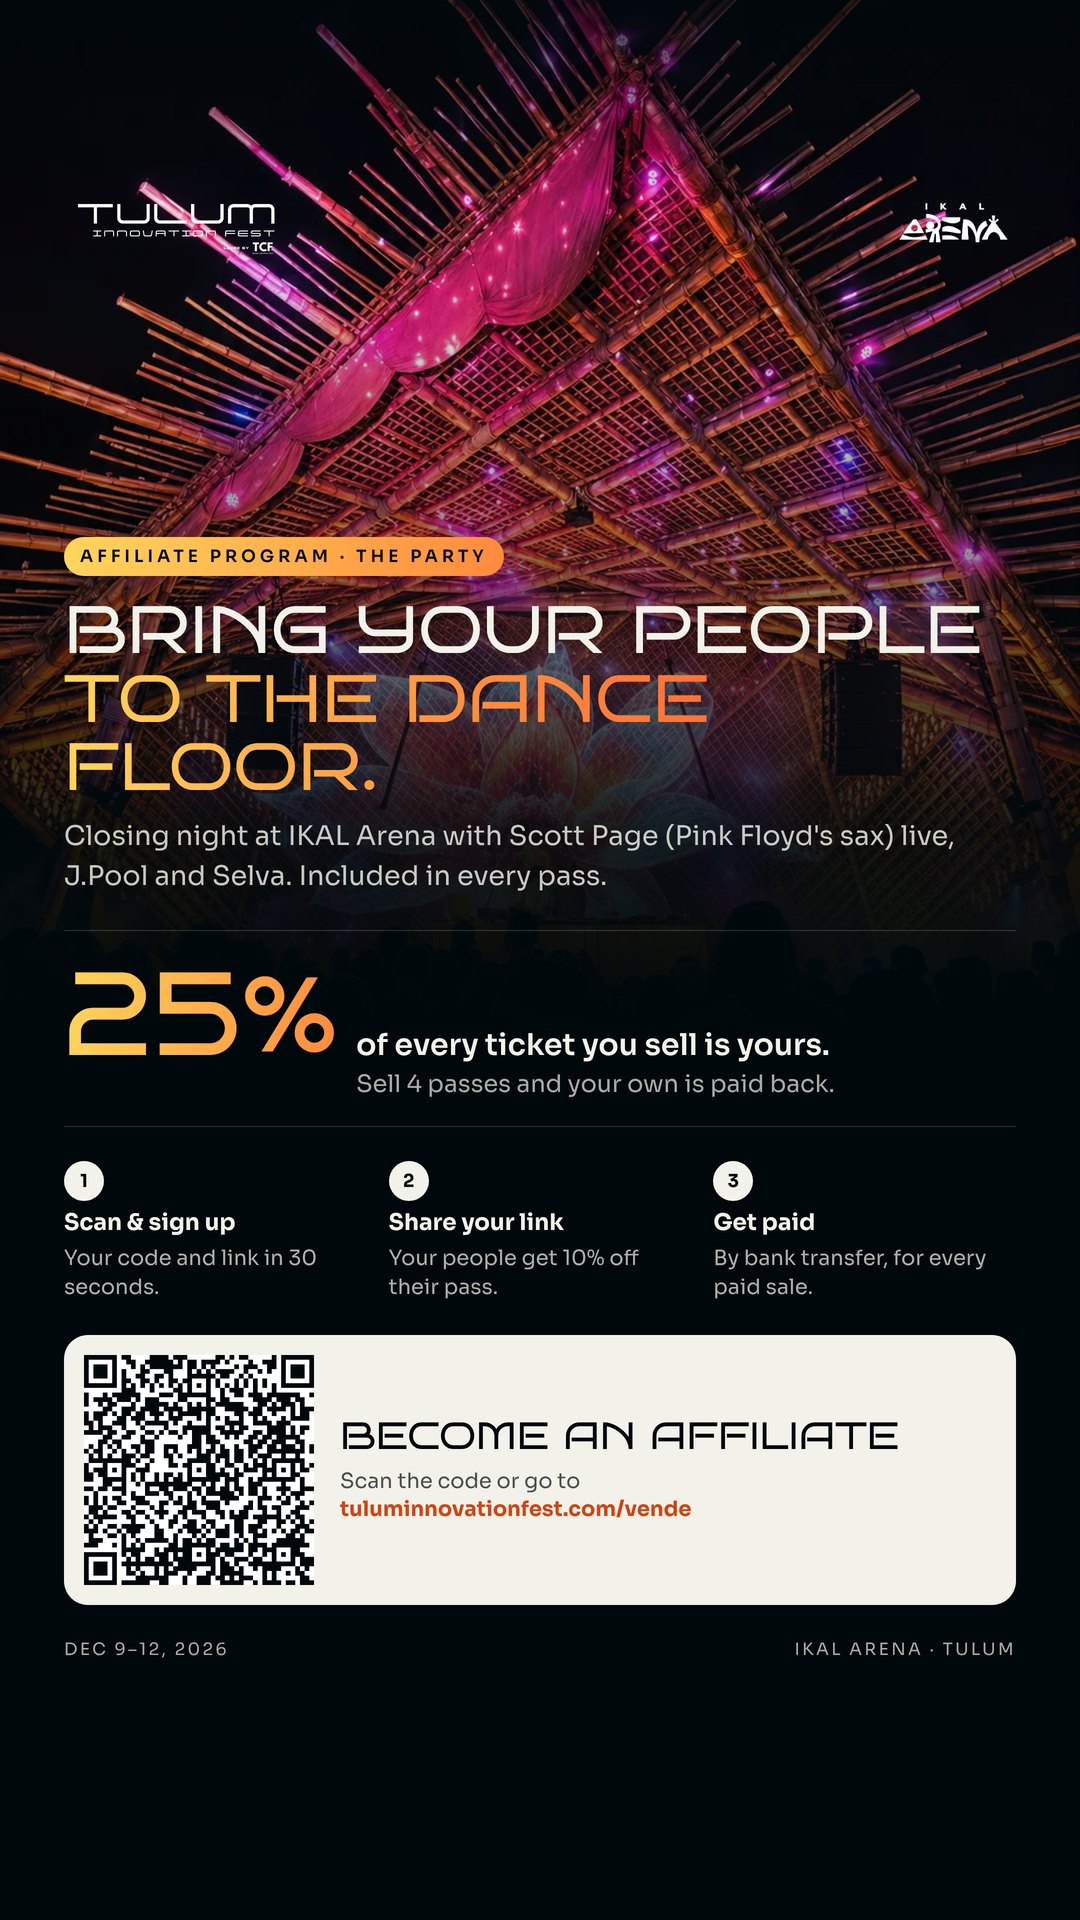 TULUM
INNOVATION FEST
BY TCF
IKAL
ARENA
AFFILIATE PROGRAM · THE PARTY
BRING YOUR PEOPLE
TO THE DANCE
FLOOR.
Closing night at IKAL Arena with Scott Page (Pink Floyd's sax) live,
J.Pool and Selva. Included in every pass.
25% of every ticket you sell is yours.
Sell 4 passes and your own is paid back.
1
Scan & sign up
Your code and link in 30
seconds.
2
Share your link
Your people get 10% off
their pass.
3
Get paid
By bank transfer, for every
paid sale.
BECOME AN AFFILIATE
Scan the code or go to
tuluminnovationfest.com/vende
DEC 9–12, 2026
IKAL ARENA · TULUM